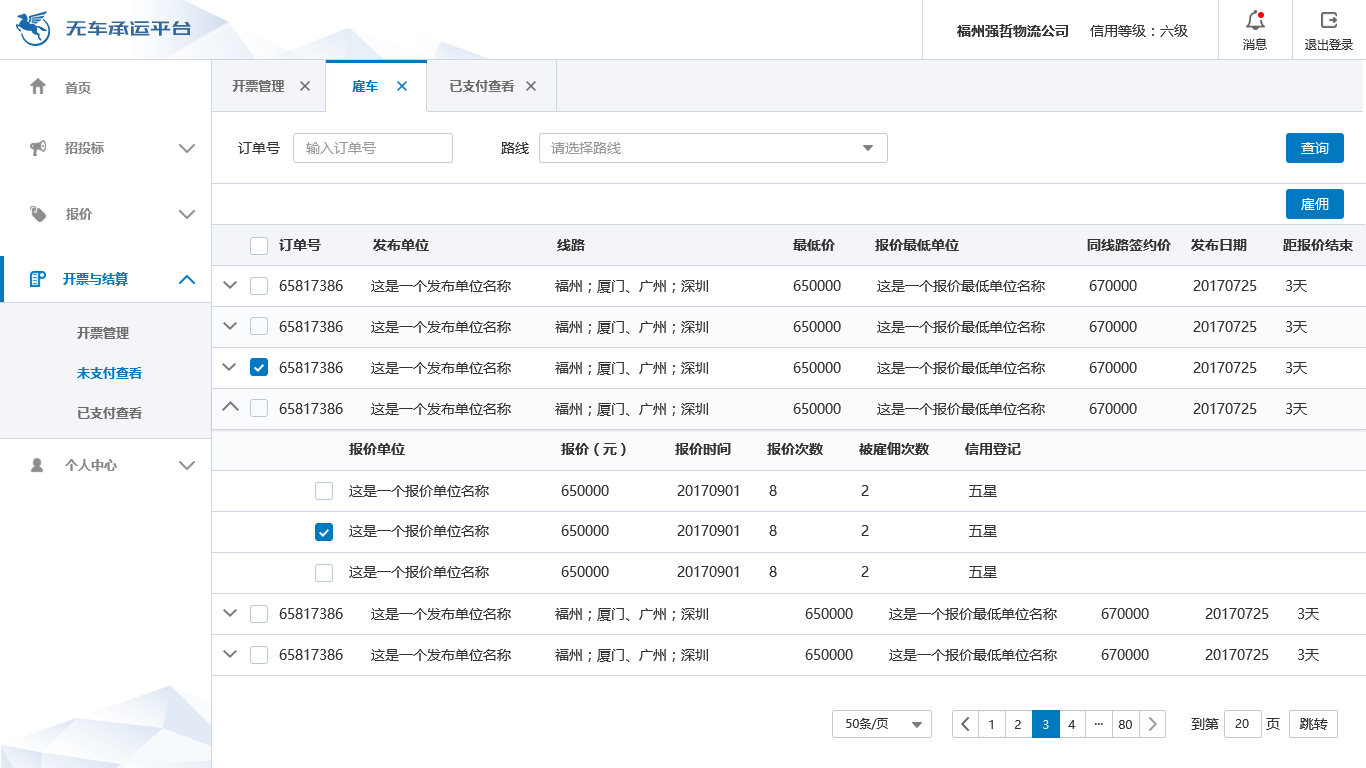 无车承运平台
福州强哲物流公司 信用等级：六级 消息 退出登录
首页
招投标
报价
开票与结算
开票管理
未支付查看
已支付查看
个人中心
开票管理 雇车 已支付查看
订单号 输入订单号 路线 请选择路线 查询
雇佣
订单号 发布单位 线路 最低价 报价最低单位 同线路签约价 发布日期 距报价结束
65817386 这是一个发布单位名称 福州；厦门、广州；深圳 650000 这是一个报价最低单位名称 670000 20170725 3天
65817386 这是一个发布单位名称 福州；厦门、广州；深圳 650000 这是一个报价最低单位名称 670000 20170725 3天
65817386 这是一个发布单位名称 福州；厦门、广州；深圳 650000 这是一个报价最低单位名称 670000 20170725 3天
65817386 这是一个发布单位名称 福州；厦门、广州；深圳 650000 这是一个报价最低单位名称 670000 20170725 3天
报价单位 报价（元） 报价时间 报价次数 被雇佣次数 信用登记
这是一个报价单位名称 650000 20170901 8 2 五星
这是一个报价单位名称 650000 20170901 8 2 五星
这是一个报价单位名称 650000 20170901 8 2 五星
65817386 这是一个发布单位名称 福州；厦门、广州；深圳 650000 这是一个报价最低单位名称 670000 20170725 3天
65817386 这是一个发布单位名称 福州；厦门、广州；深圳 650000 这是一个报价最低单位名称 670000 20170725 3天
50条/页 1 2 3 4 ··· 80 到第 20 页 跳转